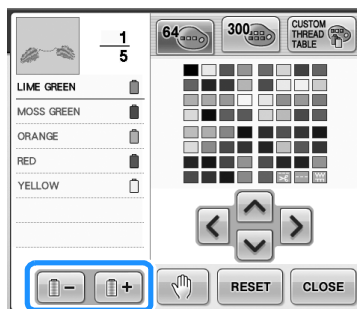 1
5
LIME GREEN
MOSS GREEN
ORANGE
RED
YELLOW
64
300
CUSTOM
THREAD
TABLE
− +
RESET
CLOSE